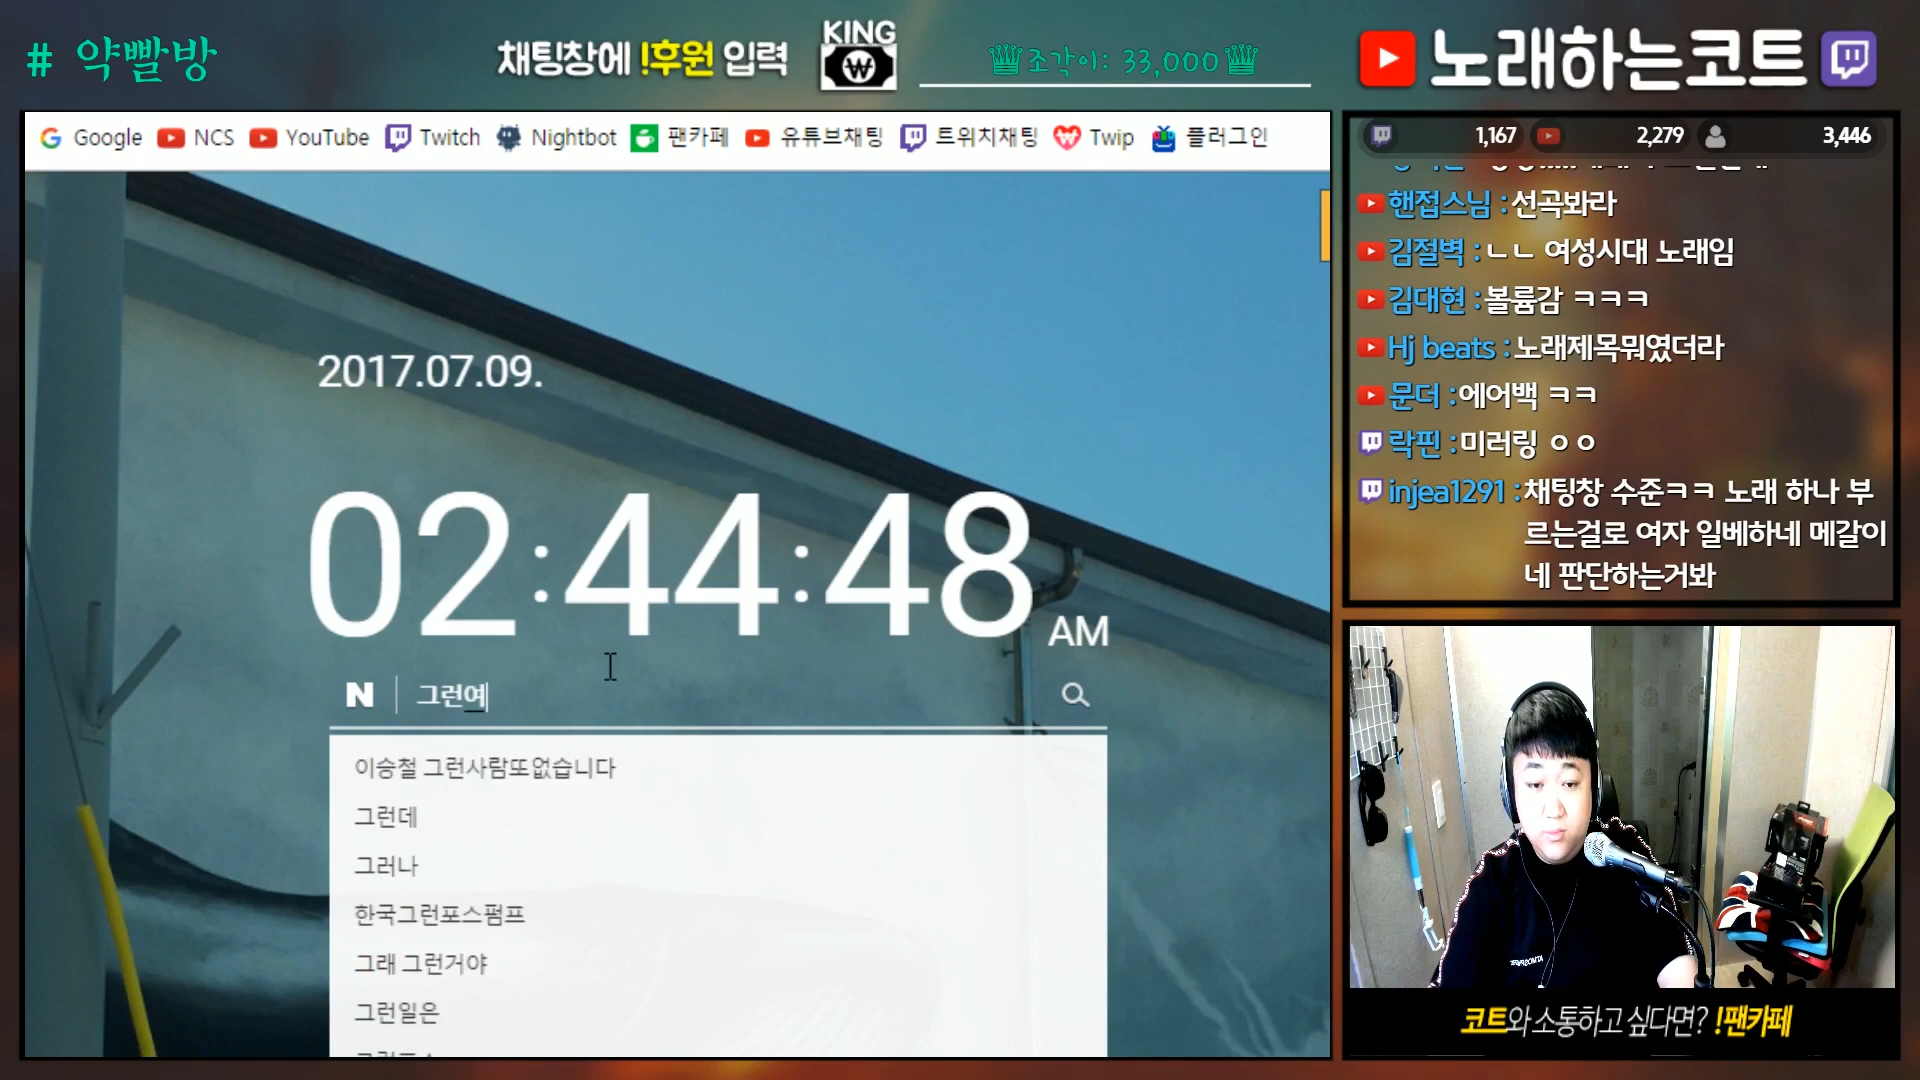 # 약빨방
채팅창에 !후원 입력
KING
₩
조각이: 33,000
노래하는코트
Google NCS YouTube Twitch Nightbot 팬카페 유튜브채팅 트위치채팅 Twip 플러그인
2017.07.09.
02:44:48 AM
N 그런여
이승철 그런사람또없습니다
그런데
그러나
한국그런포스펌프
그래 그런거야
그런일은
1,167 2,279 3,446
핸접스님 : 선곡봐라
김절벽 : ㄴㄴ 여성시대 노래임
김대현 : 볼륨감 ㅋㅋㅋ
Hj beats : 노래제목뭐였더라
문더 : 에어백 ㅋㅋ
락핀 : 미러링 ㅇㅇ
injea1291 : 채팅창 수준ㅋㅋ 노래 하나 부
르는걸로 여자 일베하네 메갈이
네 판단하는거봐
코트와 소통하고 싶다면? !팬카페